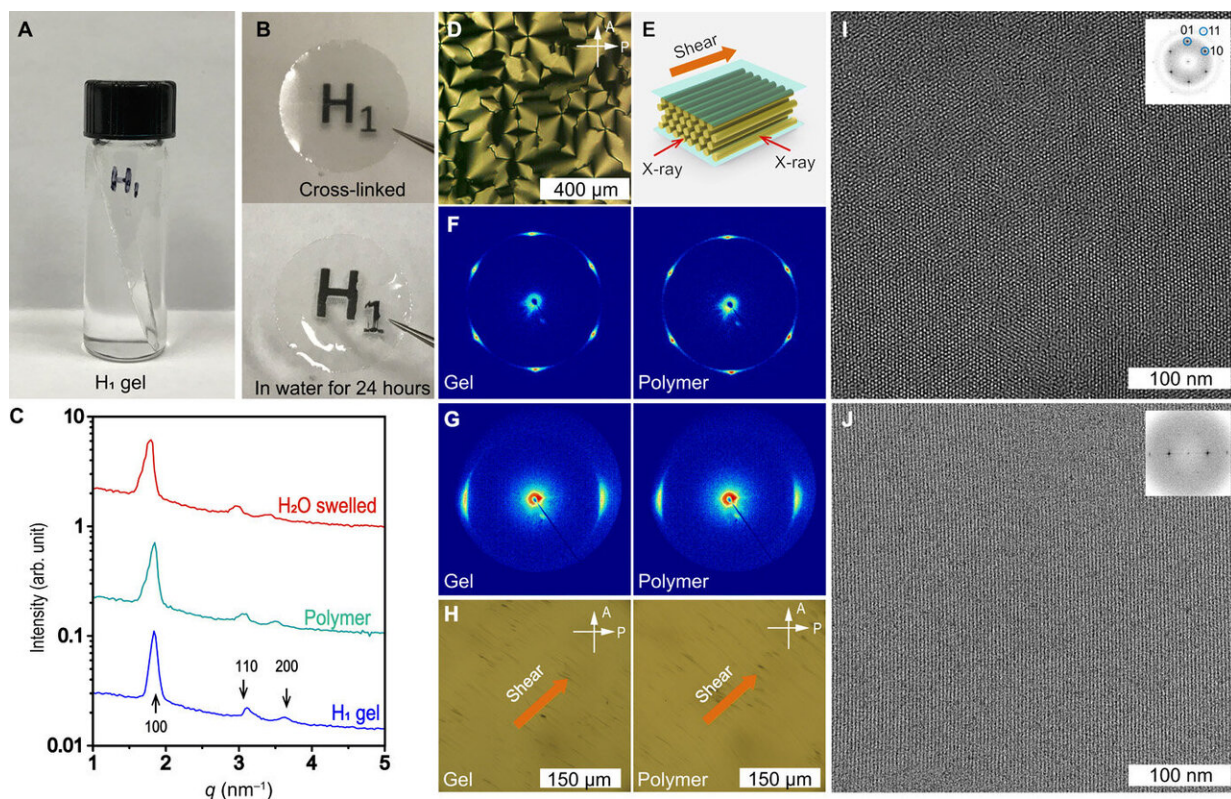 A
H₁
H₁ gel
B
H₁
Cross-linked
H₁
In water for 24 hours
C
10
1
0.1
0.01
Intensity (arb. unit)
H₂O swelled
Polymer
110
200
H₁ gel
100
1
2
3
4
5
q (nm⁻¹)
D
A
P
400 μm
E
Shear
X-ray
X-ray
F
Gel
Polymer
G
Gel
Polymer
H
A
P
Shear
Gel
150 μm
A
P
Shear
Polymer
150 μm
I
01
11
10
100 nm
J
100 nm